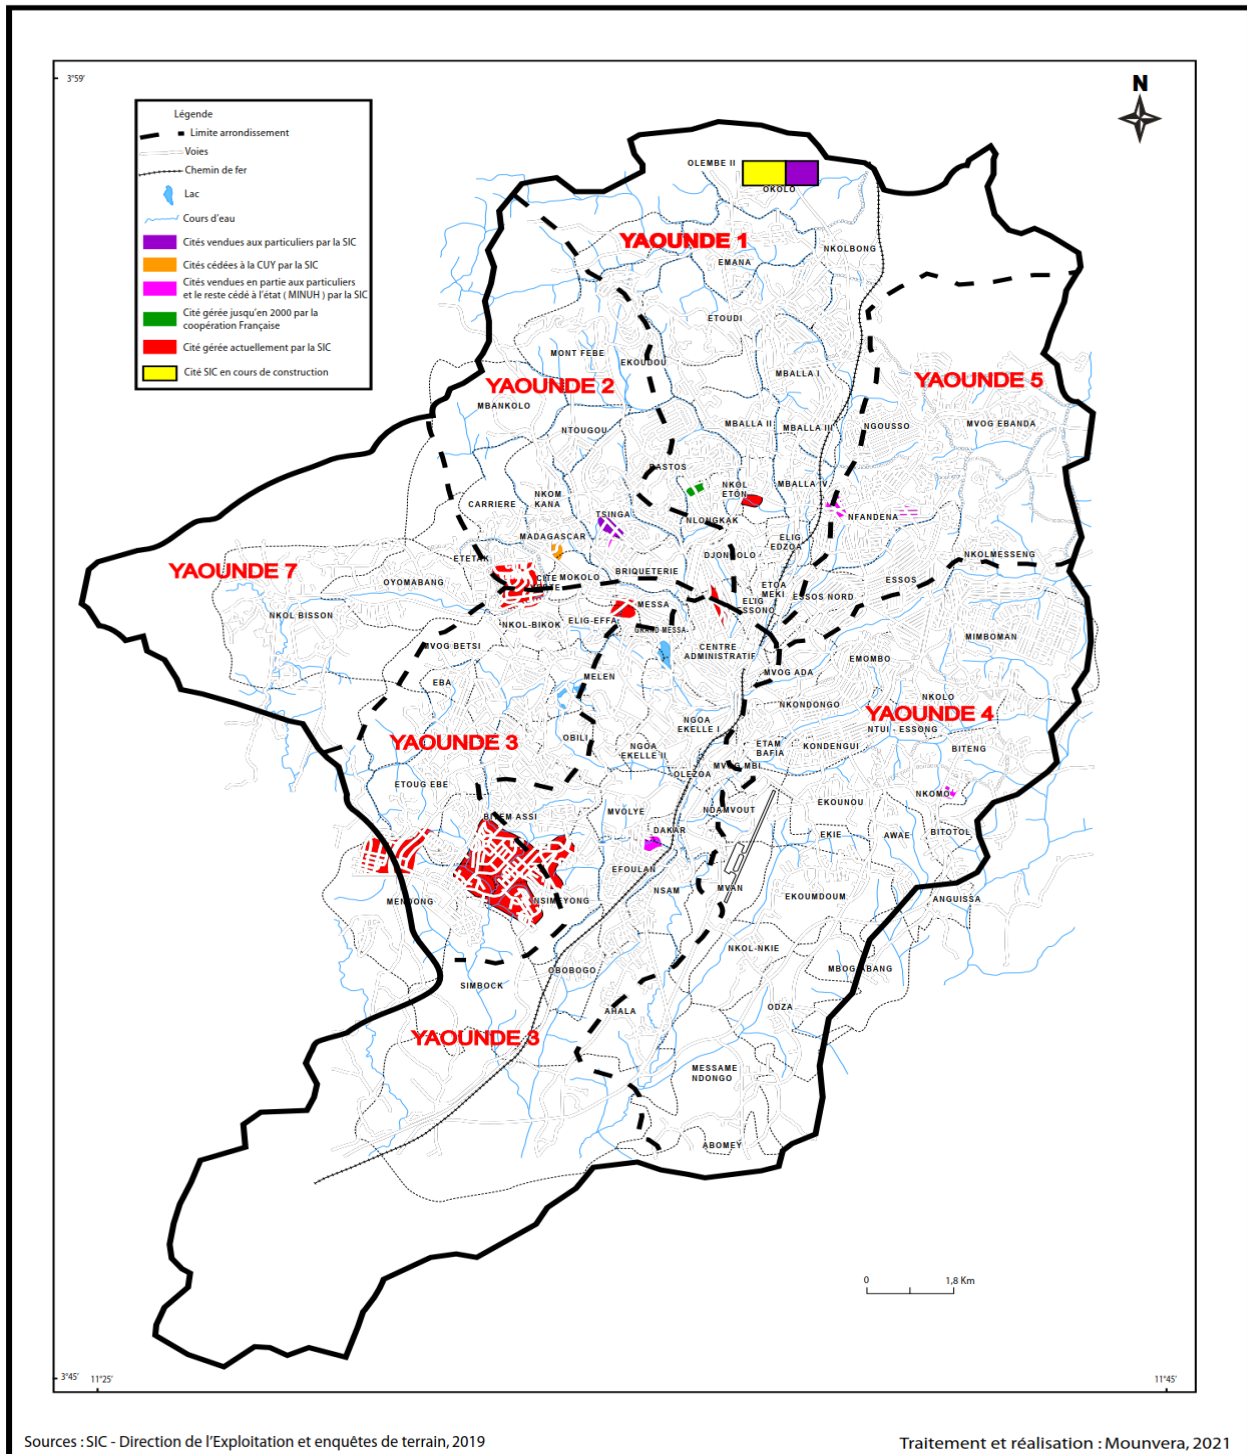 3°59'
N
Légende
Limite arrondissement
Voies
Chemin de fer
Lac
Cours d'eau
Cités vendues aux particuliers par la SIC
Cités cédées à la CUY par la SIC
Cités vendues en partie aux particuliers
et le reste cédé à l'état ( MINUH ) par la SIC
Cité gérée jusqu'en 2000 par la
coopération Française
Cité gérée actuellement par la SIC
Cité SIC en cours de construction
OLEMBE II
OKOLO
YAOUNDE 1
NKOLBONG
EMANA
ETOUDI
MONT FEBE
EKOUDOU
MBALLA I
YAOUNDE 2
YAOUNDE 5
MBANKOLO
NTOUGOU
MBALLA II
MBALLA III
NGOUSSO
MVOG EBANDA
BASTOS
NKOL
ETON
MBALLA IV
CARRIERE
NKOM
KANA
TSINGA
NLONGKAK
NFANDENA
MADAGASCAR
ELIG
EDZOA
DJONGOLO
ETETAK
NKOLMESSENG
YAOUNDE 7
OYOMABANG
CITE
MOKOLO
BRIQUETERIE
ETOA
MEKI
ESSOS
ESSOS NORD
NKOL BISSON
MESSA
ELIG
ESSONO
NKOL-BIKOK
ELIG-EFFA
GRAND MESSA
MIMBOMAN
MVOG BETSI
CENTRE
ADMINISTRATIF
EMOMBO
EBA
MELEN
MVOG ADA
NKOLO
NKONDONGO
YAOUNDE 4
NGOA
EKELLE I
NTUI - ESSONG
YAOUNDE 3
OBILI
NGOA
EKELLE II
ETAM
BAFIA
KONDENGUI
BITENG
MVOG MBI
OLEZOA
ETOUG EBE
NKOMO
BIYEM ASSI
MVOLYE
NDAMVOUT
EKOUNOU
DAKAR
EKIE
AWAE
BITOTOL
EFOULAN
NSAM
MVAN
EKOUMDOUM
MENDONG
NSIMEYONG
ANGUISSA
NKOL-NKIE
OBOBOGO
MBOG ABANG
SIMBOCK
AHALA
ODZA
YAOUNDE 3
MESSAME
NDONGO
ABOMEY
0 1,8 Km
3°45'
11°25'
11°45'
Sources : SIC - Direction de l'Exploitation et enquêtes de terrain, 2019
Traitement et réalisation : Mounvera, 2021